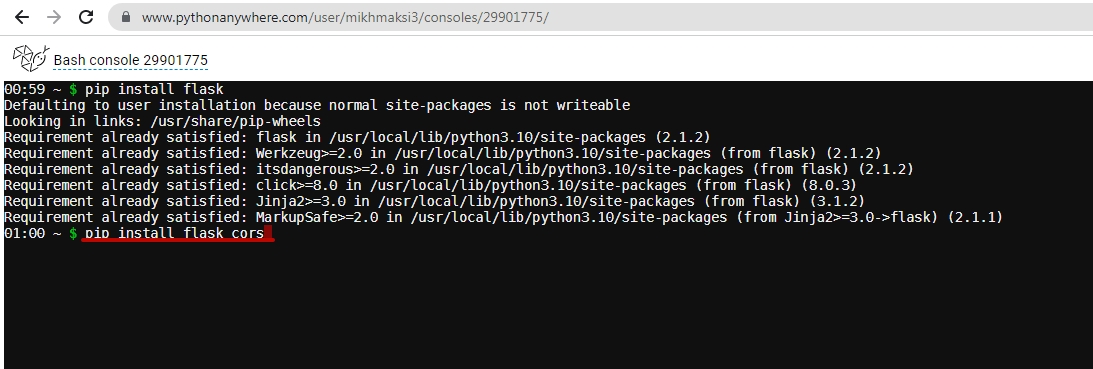 www.pythonanywhere.com/user/mikhmaksi3/consoles/29901775/
Bash console 29901775
00:59 ~ $ pip install flask
Defaulting to user installation because normal site-packages is not writeable
Looking in links: /usr/share/pip-wheels
Requirement already satisfied: flask in /usr/local/lib/python3.10/site-packages (2.1.2)
Requirement already satisfied: Werkzeug>=2.0 in /usr/local/lib/python3.10/site-packages (from flask) (2.1.2)
Requirement already satisfied: itsdangerous>=2.0 in /usr/local/lib/python3.10/site-packages (from flask) (2.1.2)
Requirement already satisfied: click>=8.0 in /usr/local/lib/python3.10/site-packages (from flask) (8.0.3)
Requirement already satisfied: Jinja2>=3.0 in /usr/local/lib/python3.10/site-packages (from flask) (3.1.2)
Requirement already satisfied: MarkupSafe>=2.0 in /usr/local/lib/python3.10/site-packages (from Jinja2>=3.0->flask) (2.1.1)
01:00 ~ $ pip install flask_cors